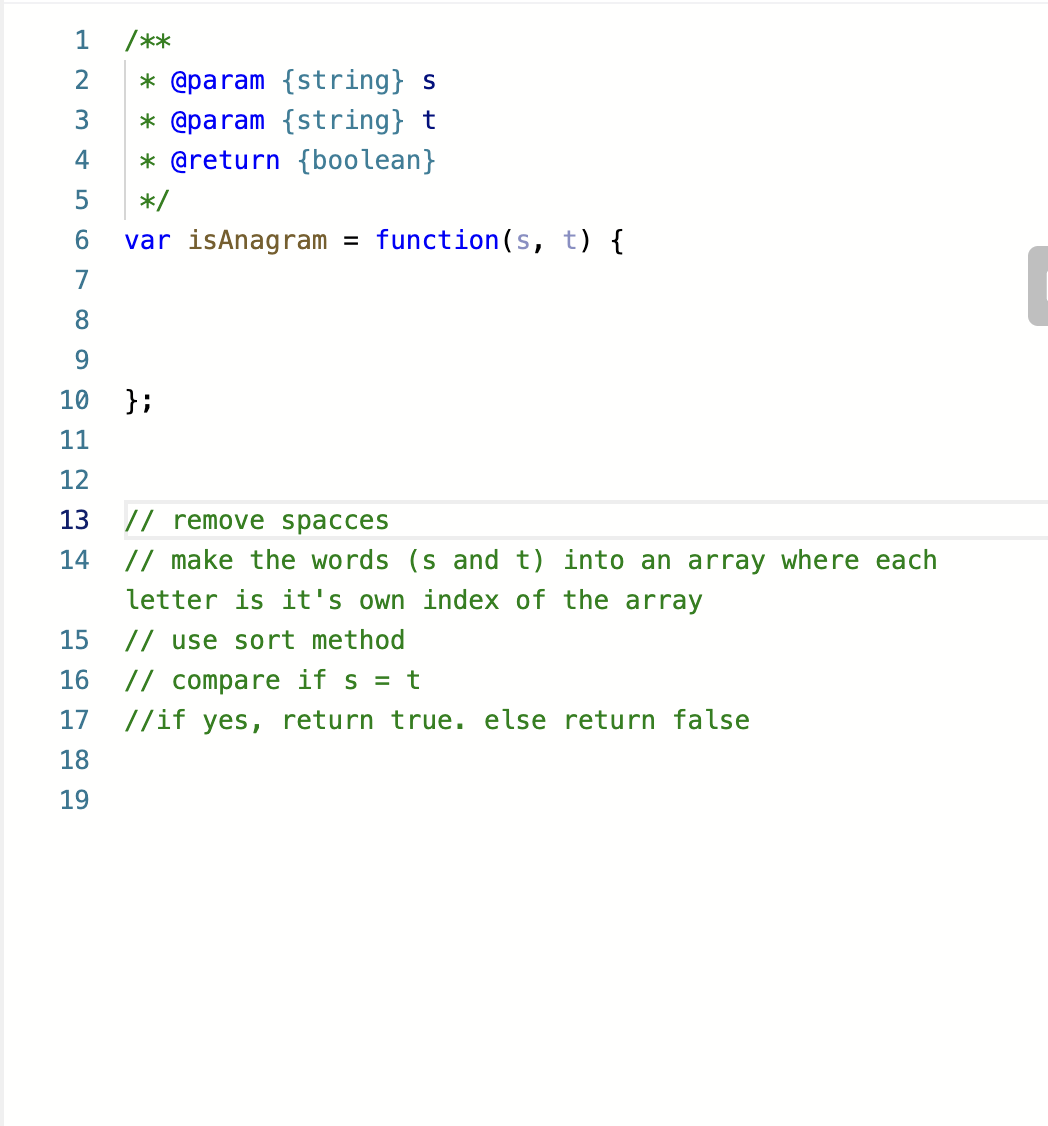 1 /**
2 * @param {string} s
3 * @param {string} t
4 * @return {boolean}
5 */
6 var isAnagram = function(s, t) {
7
8
9
10 };
11
12
13 // remove spacces
14 // make the words (s and t) into an array where each
letter is it's own index of the array
15 // use sort method
16 // compare if s = t
17 //if yes, return true. else return false
18
19